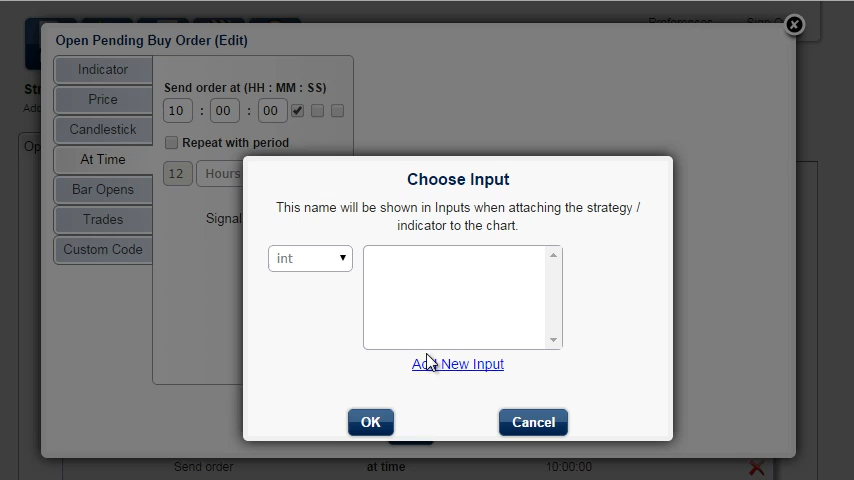 Preferences
Open Pending Buy Order (Edit)
Indicator
Price
Candlestick
At Time
Bar Opens
Trades
Custom Code
Send order at (HH : MM : SS)
10 : 00 : 00
Repeat with period
12 Hours
Signal
Choose Input
This name will be shown in Inputs when attaching the strategy /
indicator to the chart.
int
Add New Input
OK
Cancel
Send order at time 10:00:00